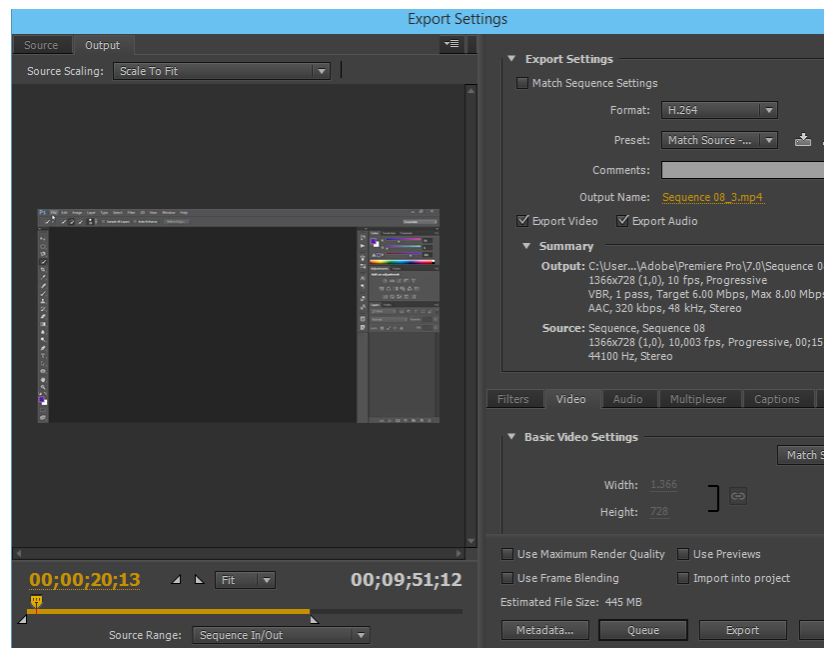 Export Settings
Source
Output
Source Scaling: Scale To Fit
00;00;20;13
Fit
00;09;51;12
Source Range: Sequence In/Out
Export Settings
Match Sequence Settings
Format: H.264
Preset: Match Source -...
Comments:
Output Name: Sequence 08_3.mp4
Export Video Export Audio
Summary
Output: C:\User...\Adobe\Premiere Pro\7.0\Sequence 0
1366x728 (1,0), 10 fps, Progressive
VBR, 1 pass, Target 6.00 Mbps, Max 8.00 Mbps
AAC, 320 kbps, 48 kHz, Stereo
Source: Sequence, Sequence 08
1366x728 (1,0), 10,003 fps, Progressive, 00;15
44100 Hz, Stereo
Filters Video Audio Multiplexer Captions
Basic Video Settings
Match S
Width: 1.366
Height: 728
Use Maximum Render Quality Use Previews
Use Frame Blending Import into project
Estimated File Size: 445 MB
Metadata... Queue Export